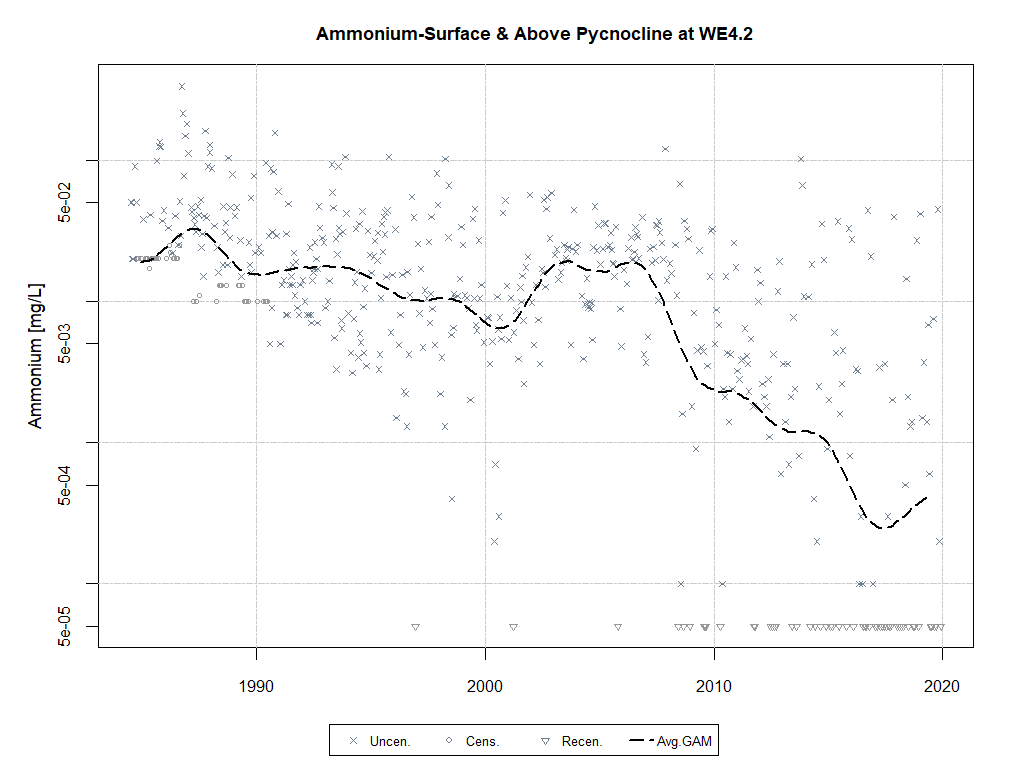 Ammonium-Surface & Above Pycnocline at WE4.2
Ammonium [mg/L]
5e-02
5e-03
5e-04
5e-05
1990 2000 2010 2020
Uncen. Cens. Recen. Avg.GAM